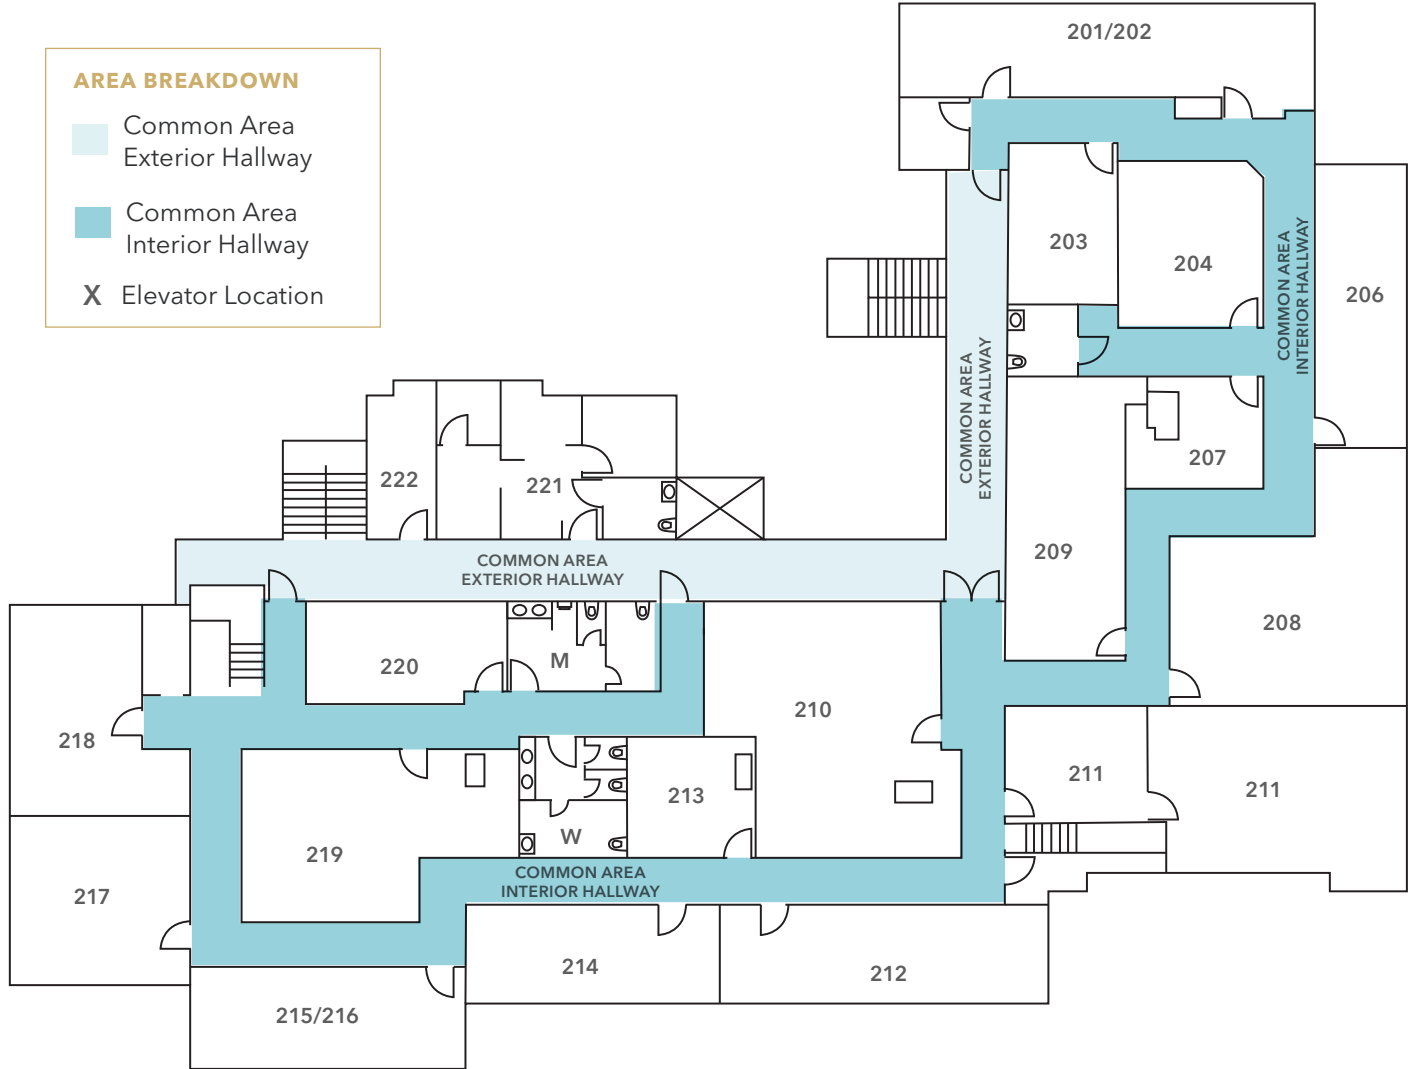 AREA BREAKDOWN
Common Area
Exterior Hallway
Common Area
Interior Hallway
X Elevator Location
201/202
203
204
206
COMMON AREA
INTERIOR HALLWAY
COMMON AREA
EXTERIOR HALLWAY
207
222
221
209
COMMON AREA
EXTERIOR HALLWAY
208
220
M
210
218
211
211
213
219
W
COMMON AREA
INTERIOR HALLWAY
217
214
212
215/216